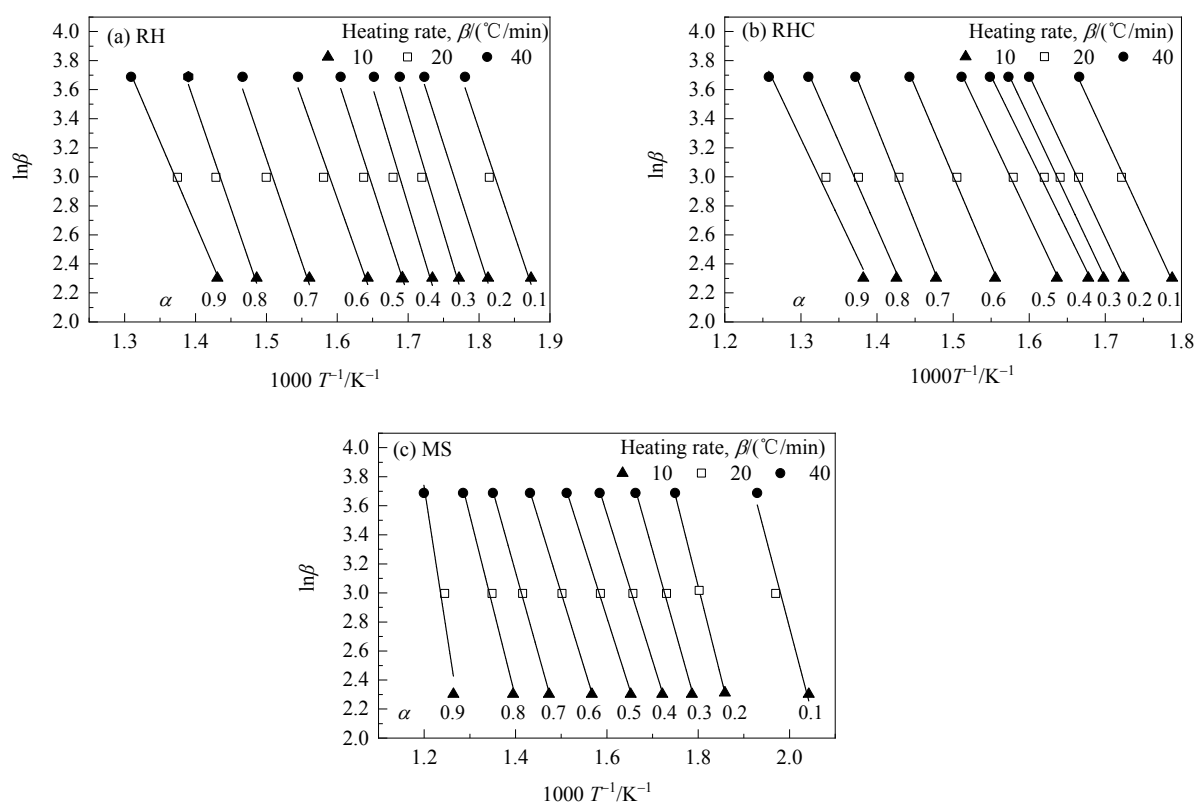 (a) RH
Heating rate, β/(℃/min)
10 20 40
4.0
3.8
3.6
3.4
3.2
3.0
2.8
2.6
2.4
2.2
2.0
lnβ
α 0.9 0.8 0.7 0.6 0.5 0.4 0.3 0.2 0.1
1.3 1.4 1.5 1.6 1.7 1.8 1.9
1000 T⁻¹/K⁻¹
(b) RHC
Heating rate, β/(℃/min)
10 20 40
4.0
3.8
3.6
3.4
3.2
3.0
2.8
2.6
2.4
2.2
2.0
lnβ
α 0.9 0.8 0.7 0.6 0.5 0.4 0.3 0.2 0.1
1.2 1.3 1.4 1.5 1.6 1.7 1.8
1000T⁻¹/K⁻¹
(c) MS
Heating rate, β/(℃/min)
10 20 40
4.0
3.8
3.6
3.4
3.2
3.0
2.8
2.6
2.4
2.2
2.0
lnβ
α 0.9 0.8 0.7 0.6 0.5 0.4 0.3 0.2 0.1
1.2 1.4 1.6 1.8 2.0
1000 T⁻¹/K⁻¹